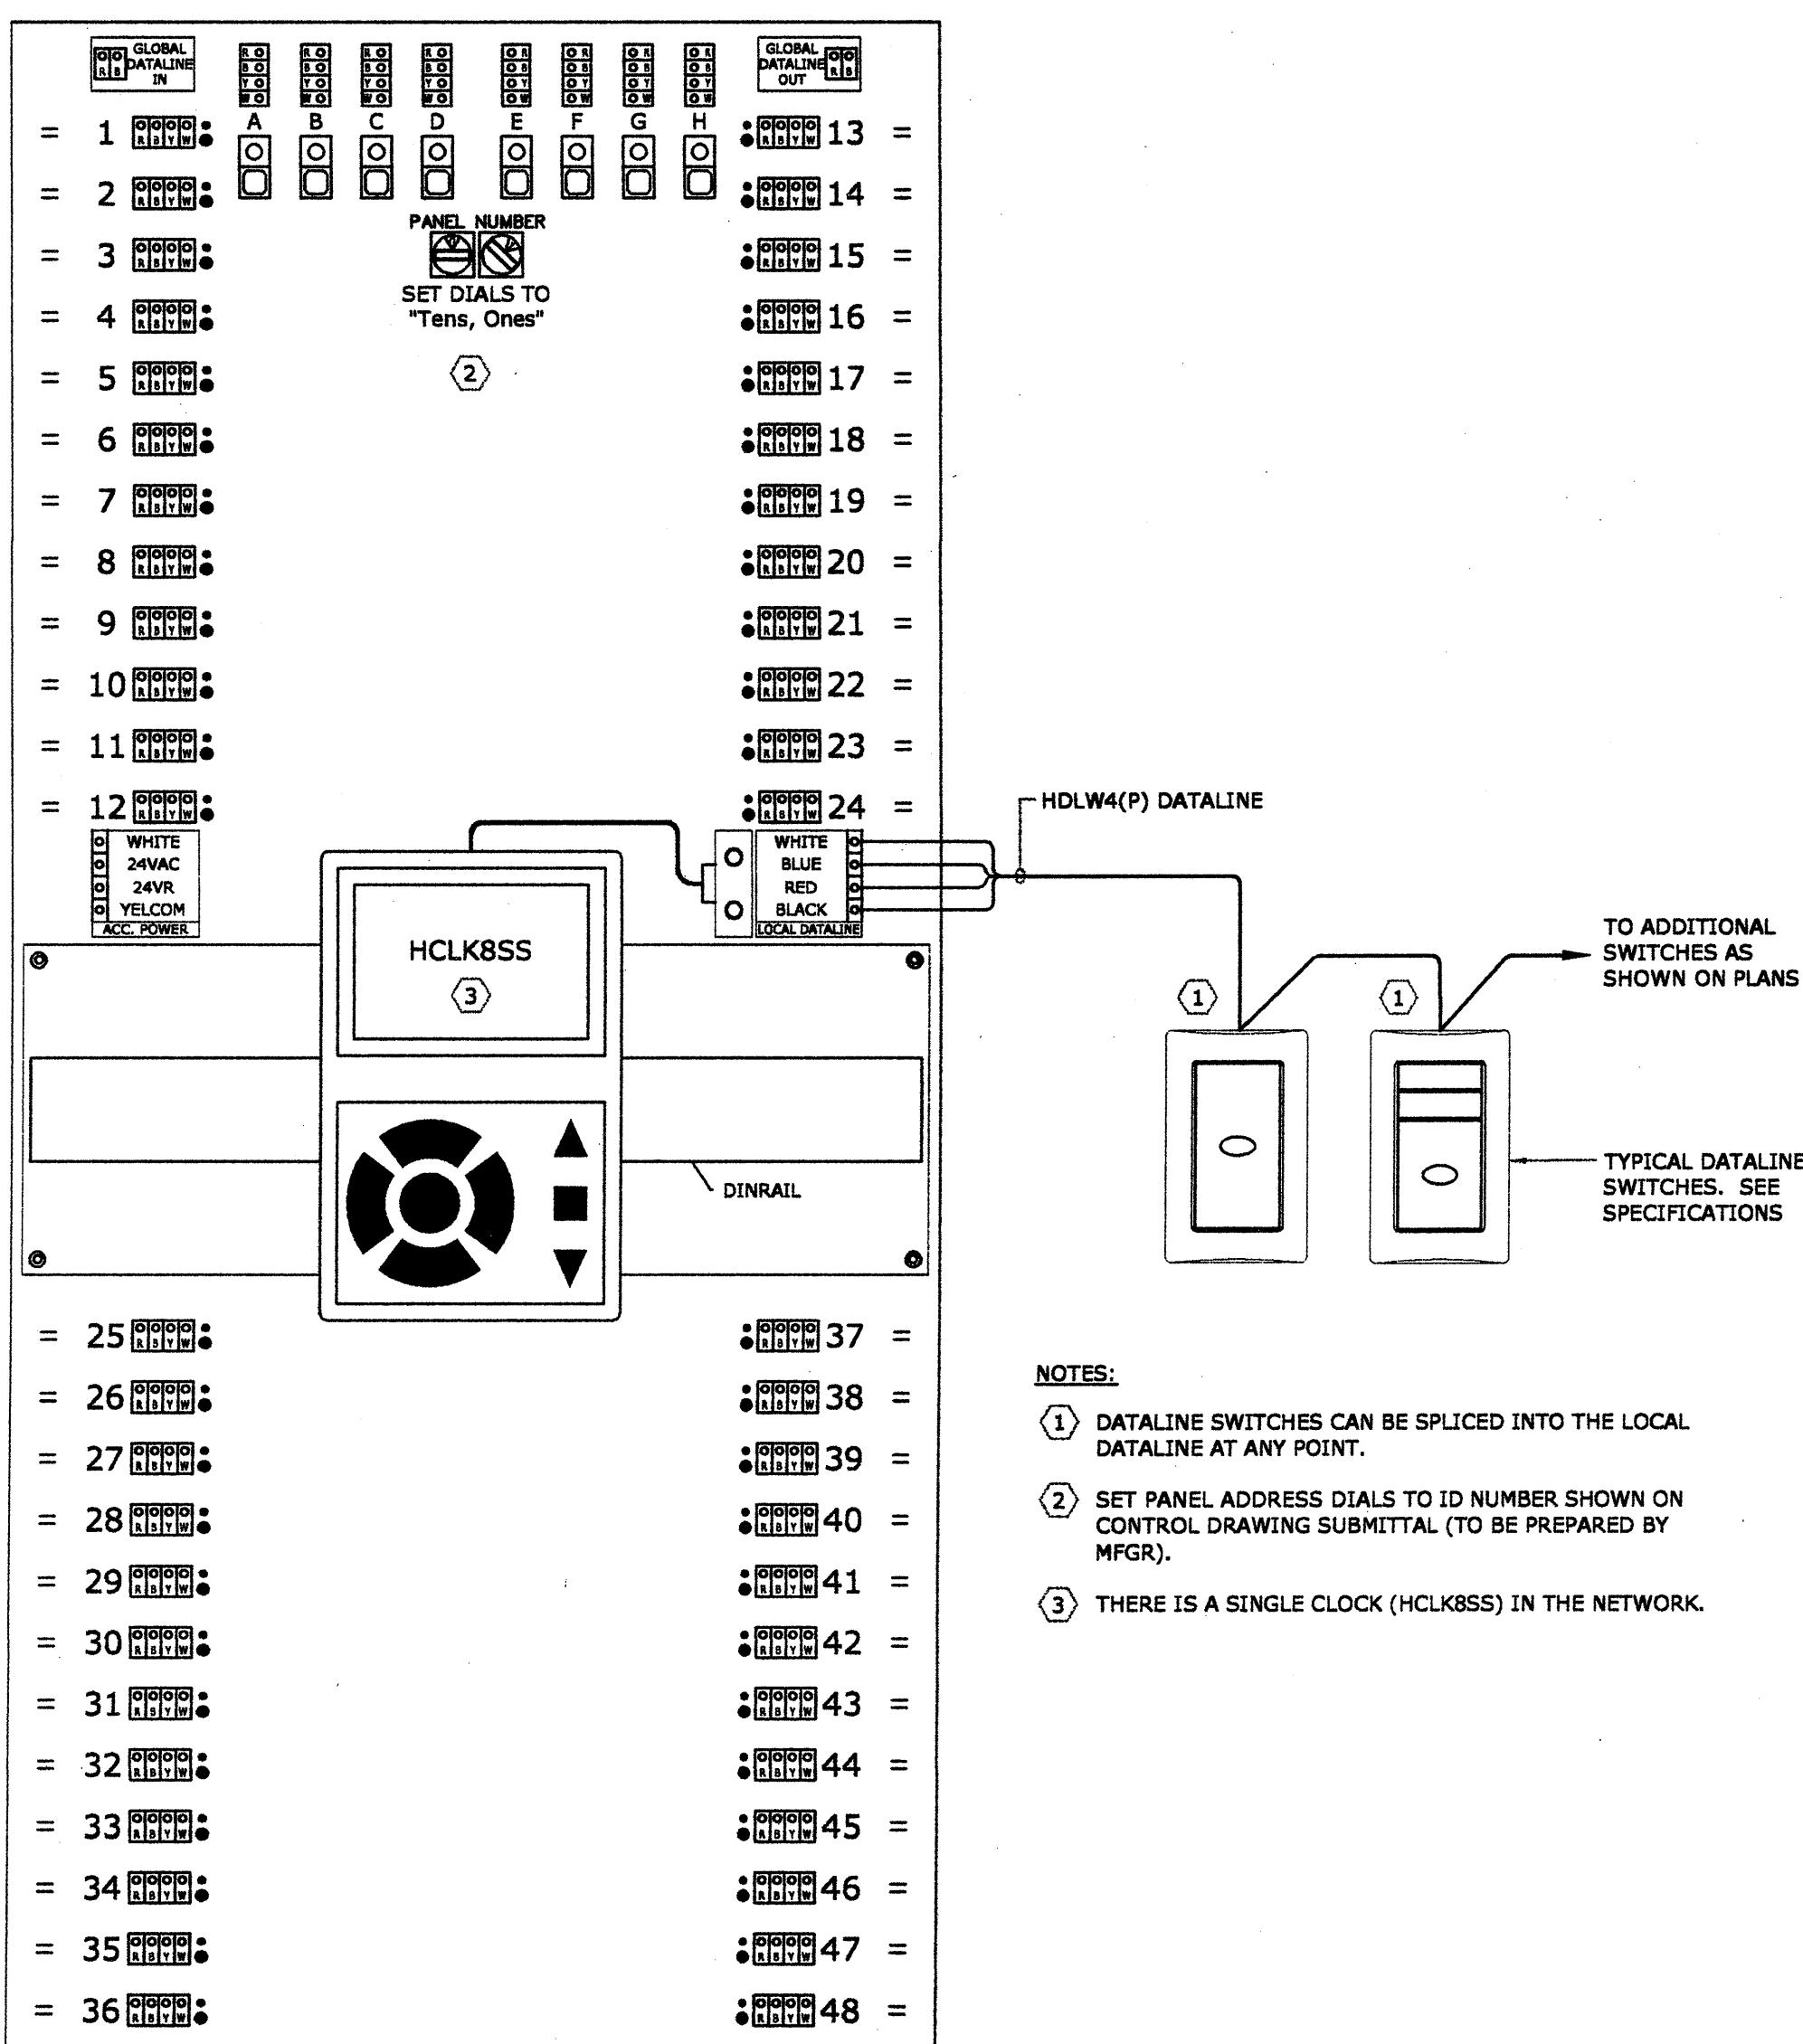 GLOBAL
DATALINE
IN
R B
R B Y W
A B C D E F G H
GLOBAL
DATALINE
OUT
R B
PANEL NUMBER
SET DIALS TO
"Tens, Ones"
2
= 1 R B Y W
= 2 R B Y W
= 3 R B Y W
= 4 R B Y W
= 5 R B Y W
= 6 R B Y W
= 7 R B Y W
= 8 R B Y W
= 9 R B Y W
= 10 R B Y W
= 11 R B Y W
= 12 R B Y W
R B Y W 13 =
R B Y W 14 =
R B Y W 15 =
R B Y W 16 =
R B Y W 17 =
R B Y W 18 =
R B Y W 19 =
R B Y W 20 =
R B Y W 21 =
R B Y W 22 =
R B Y W 23 =
R B Y W 24 =
WHITE
24VAC
24VR
YELCOM
ACC. POWER
WHITE
BLUE
RED
BLACK
LOCAL DATALINE
HDLW4(P) DATALINE
HCLK8SS
3
DINRAIL
1
1
TO ADDITIONAL
SWITCHES AS
SHOWN ON PLANS
TYPICAL DATALINE
SWITCHES. SEE
SPECIFICATIONS
= 25 R B Y W
= 26 R B Y W
= 27 R B Y W
= 28 R B Y W
= 29 R B Y W
= 30 R B Y W
= 31 R B Y W
= 32 R B Y W
= 33 R B Y W
= 34 R B Y W
= 35 R B Y W
= 36 R B Y W
R B Y W 37 =
R B Y W 38 =
R B Y W 39 =
R B Y W 40 =
R B Y W 41 =
R B Y W 42 =
R B Y W 43 =
R B Y W 44 =
R B Y W 45 =
R B Y W 46 =
R B Y W 47 =
R B Y W 48 =
NOTES:
1 DATALINE SWITCHES CAN BE SPLICED INTO THE LOCAL
DATALINE AT ANY POINT.
2 SET PANEL ADDRESS DIALS TO ID NUMBER SHOWN ON
CONTROL DRAWING SUBMITTAL (TO BE PREPARED BY
MFGR).
3 THERE IS A SINGLE CLOCK (HCLK8SS) IN THE NETWORK.